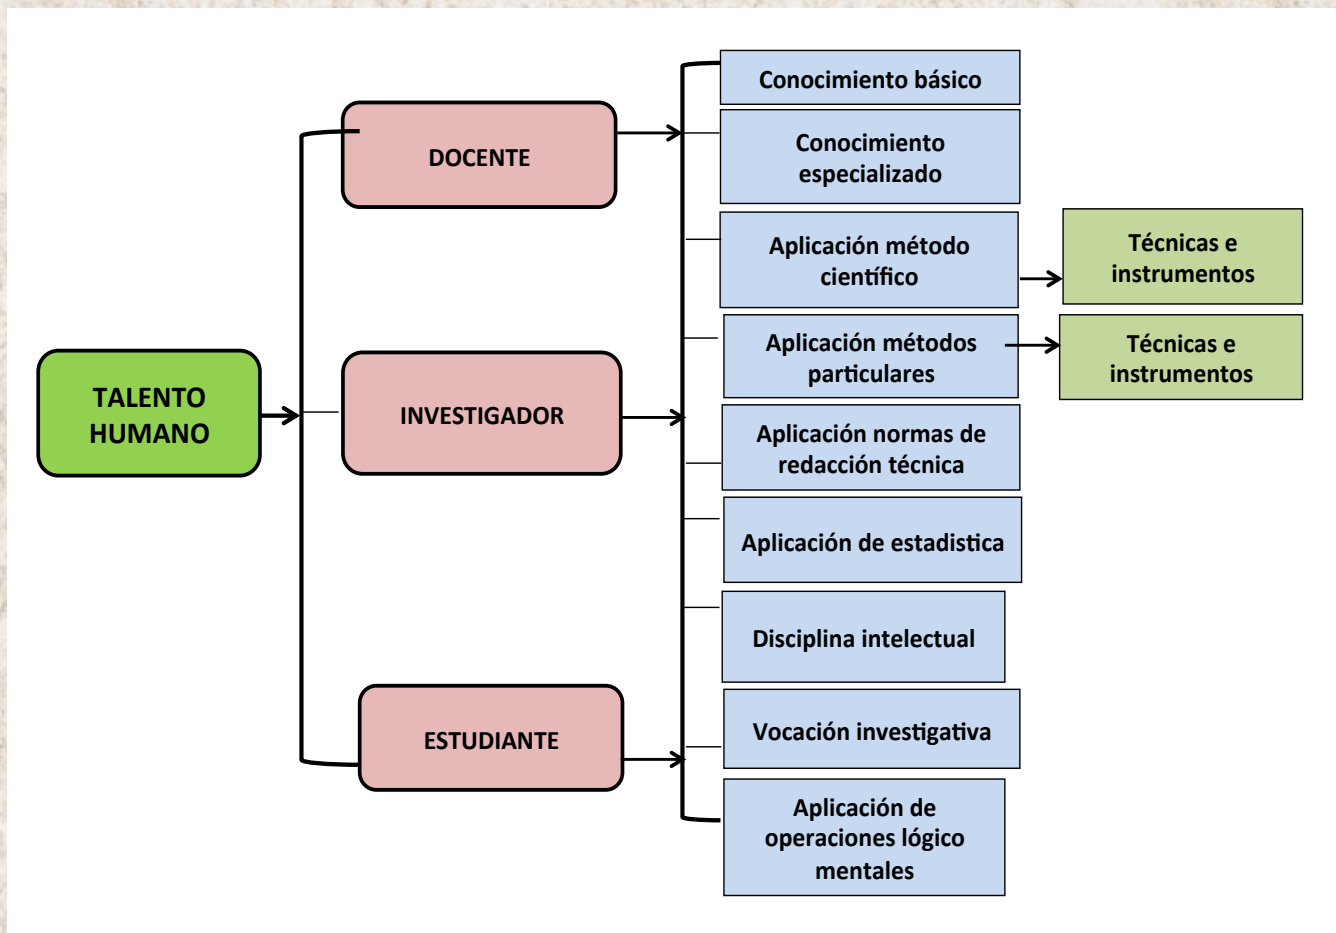 TALENTO
HUMANO
DOCENTE
INVESTIGADOR
ESTUDIANTE
Conocimiento básico
Conocimiento
especializado
Aplicación método
científico
Técnicas e
instrumentos
Aplicación métodos
particulares
Técnicas e
instrumentos
Aplicación normas de
redacción técnica
Aplicación de estadistica
Disciplina intelectual
Vocación investigativa
Aplicación de
operaciones lógico
mentales